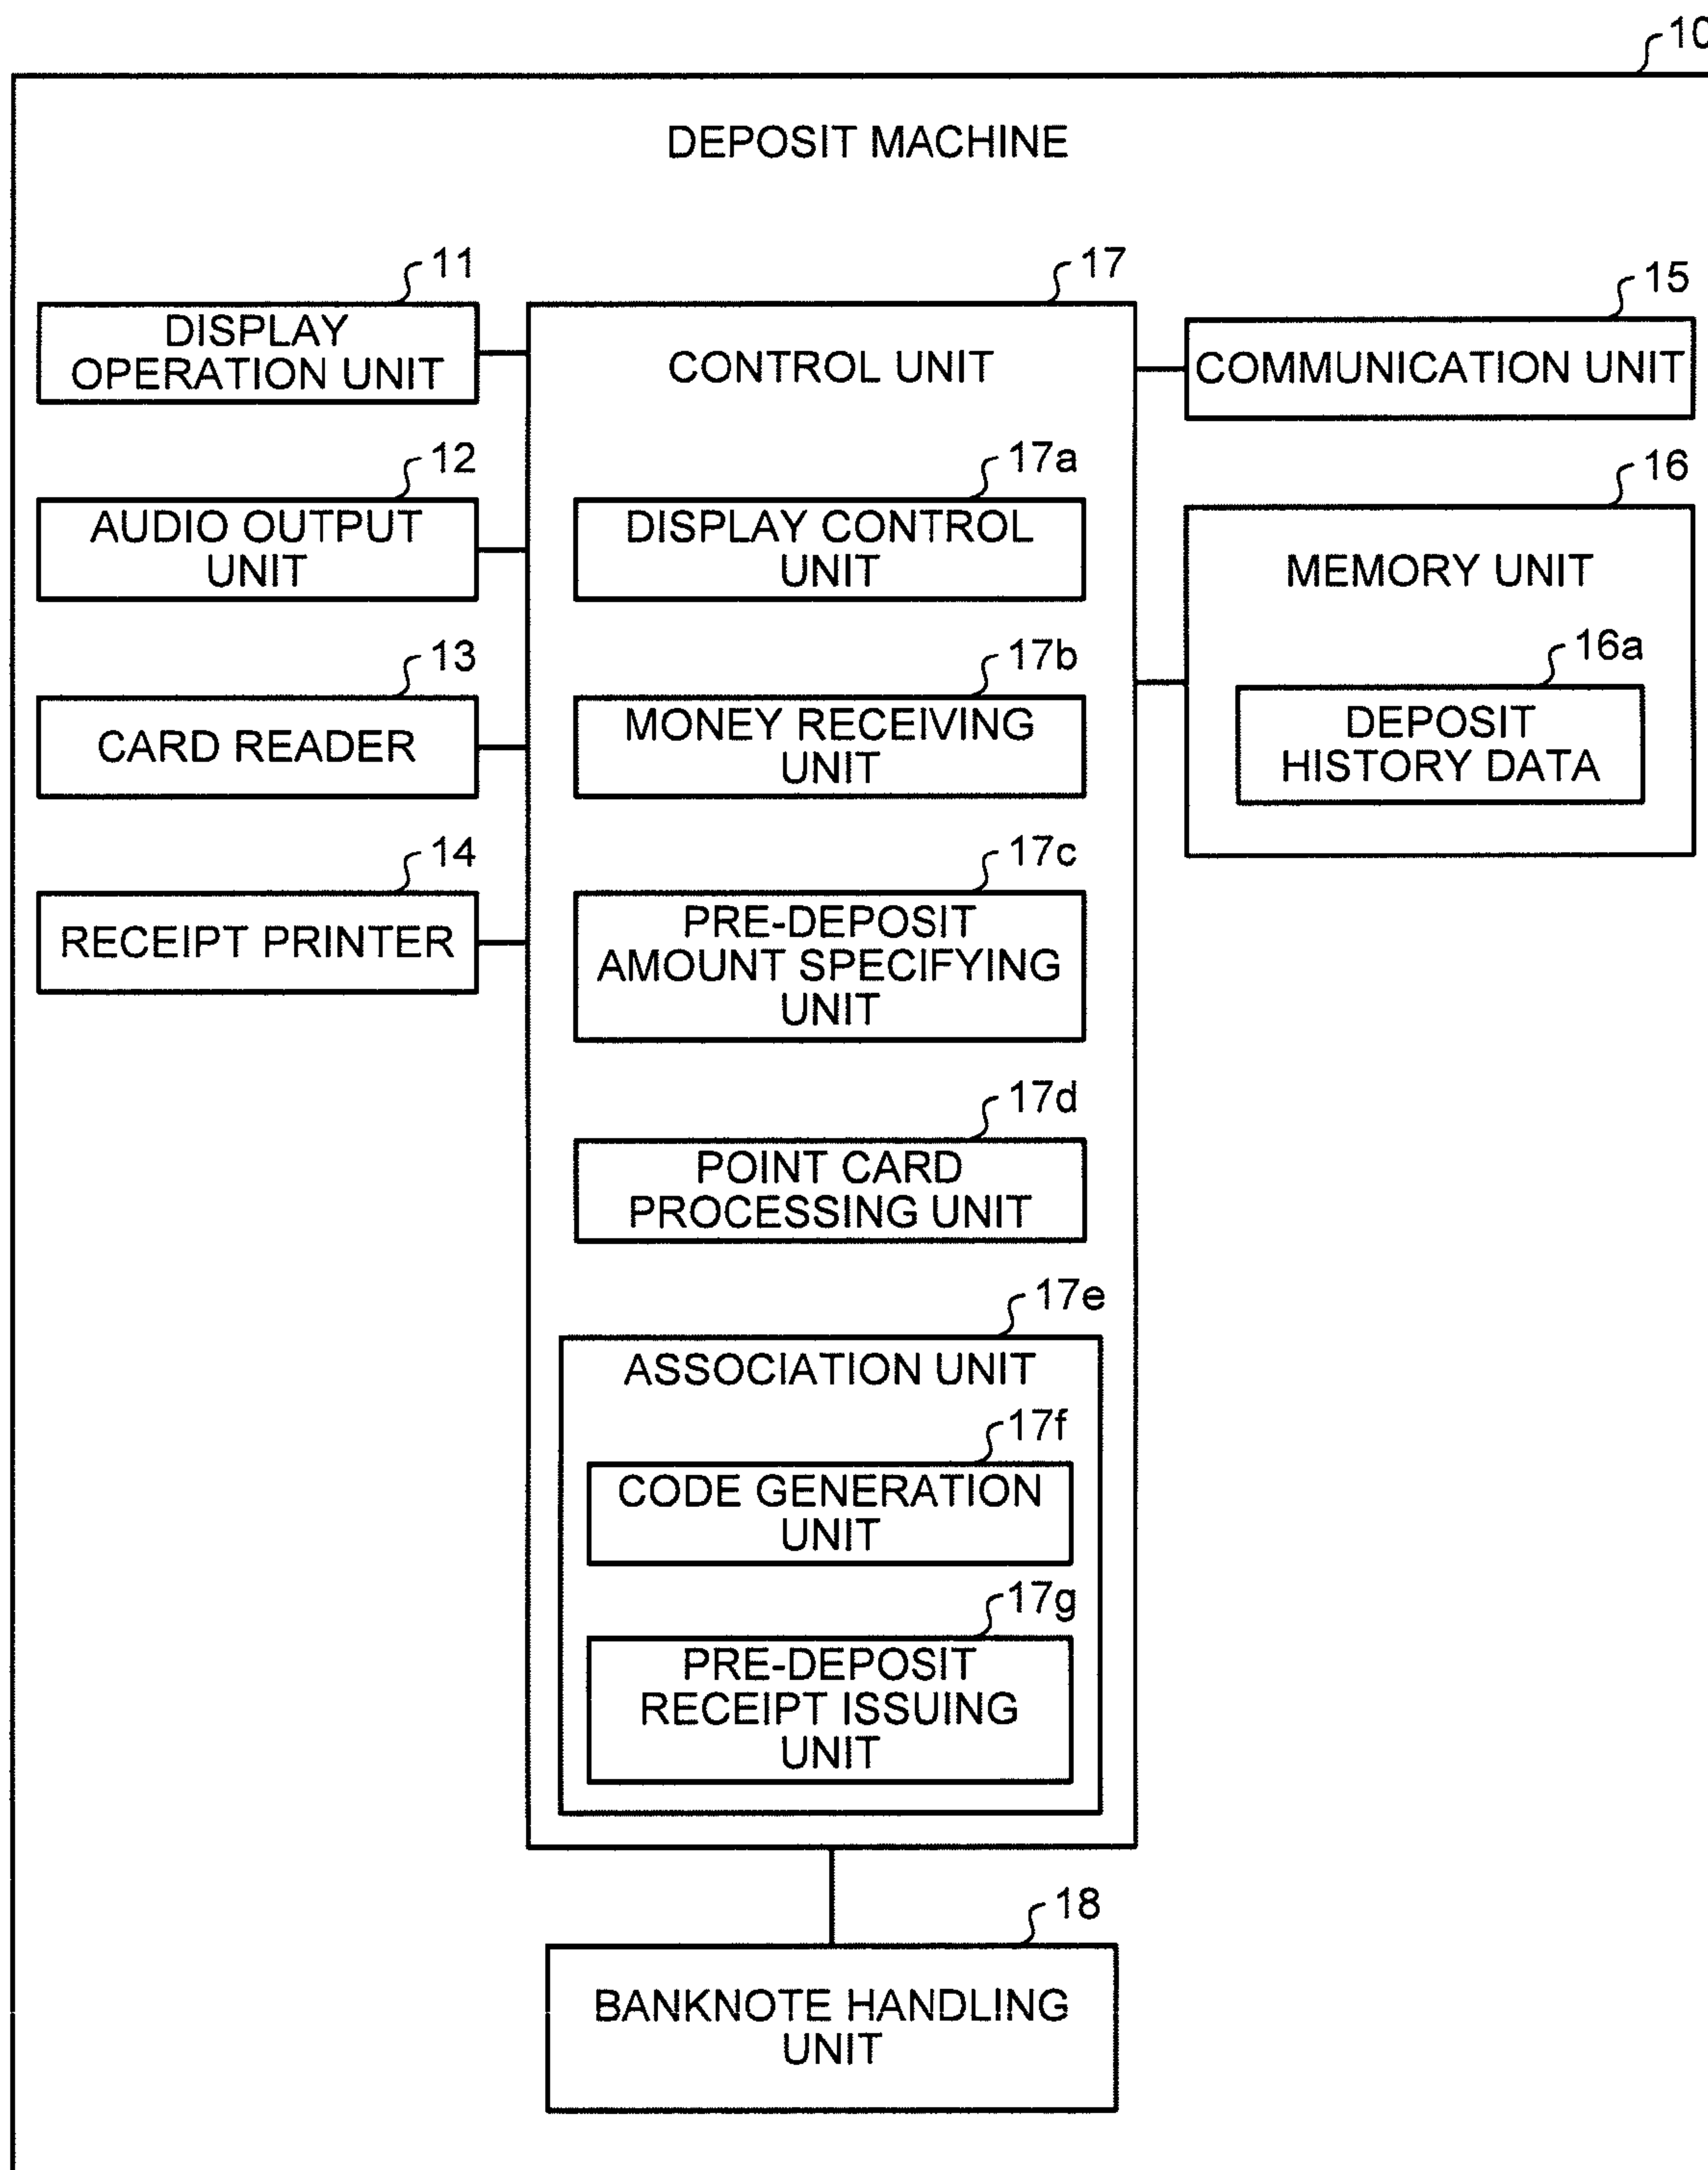 10
DEPOSIT MACHINE
11
DISPLAY
OPERATION UNIT
12
AUDIO OUTPUT
UNIT
13
CARD READER
14
RECEIPT PRINTER
17
CONTROL UNIT
17a
DISPLAY CONTROL
UNIT
17b
MONEY RECEIVING
UNIT
17c
PRE-DEPOSIT
AMOUNT SPECIFYING
UNIT
17d
POINT CARD
PROCESSING UNIT
17e
ASSOCIATION UNIT
17f
CODE GENERATION
UNIT
17g
PRE-DEPOSIT
RECEIPT ISSUING
UNIT
15
COMMUNICATION UNIT
16
MEMORY UNIT
16a
DEPOSIT
HISTORY DATA
18
BANKNOTE HANDLING
UNIT